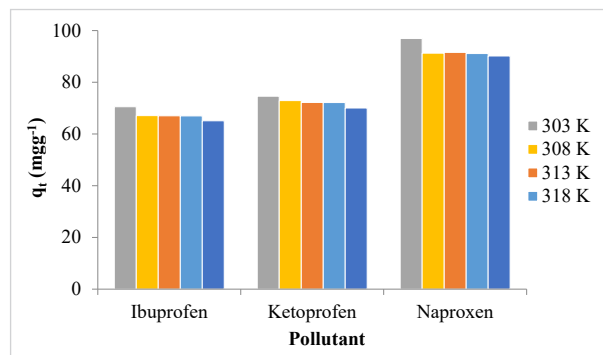 100
80
60
40
20
0
qₜ (mgg⁻¹)
Ibuprofen
Ketoprofen
Naproxen
Pollutant
303 K
308 K
313 K
318 K